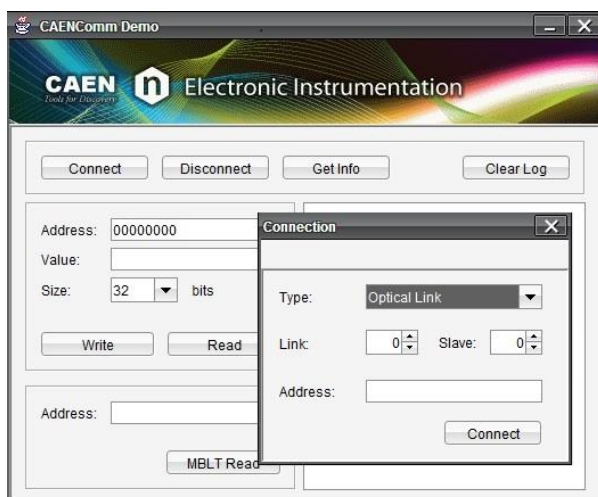 CAENComm Demo
CAEN n Electronic Instrumentation
Tools for Discovery
Connect Disconnect Get Info Clear Log
Address: 00000000
Value:
Size: 32 bits
Write Read
Address:
MBLT Read
Connection
Type: Optical Link
Link: 0 Slave: 0
Address:
Connect